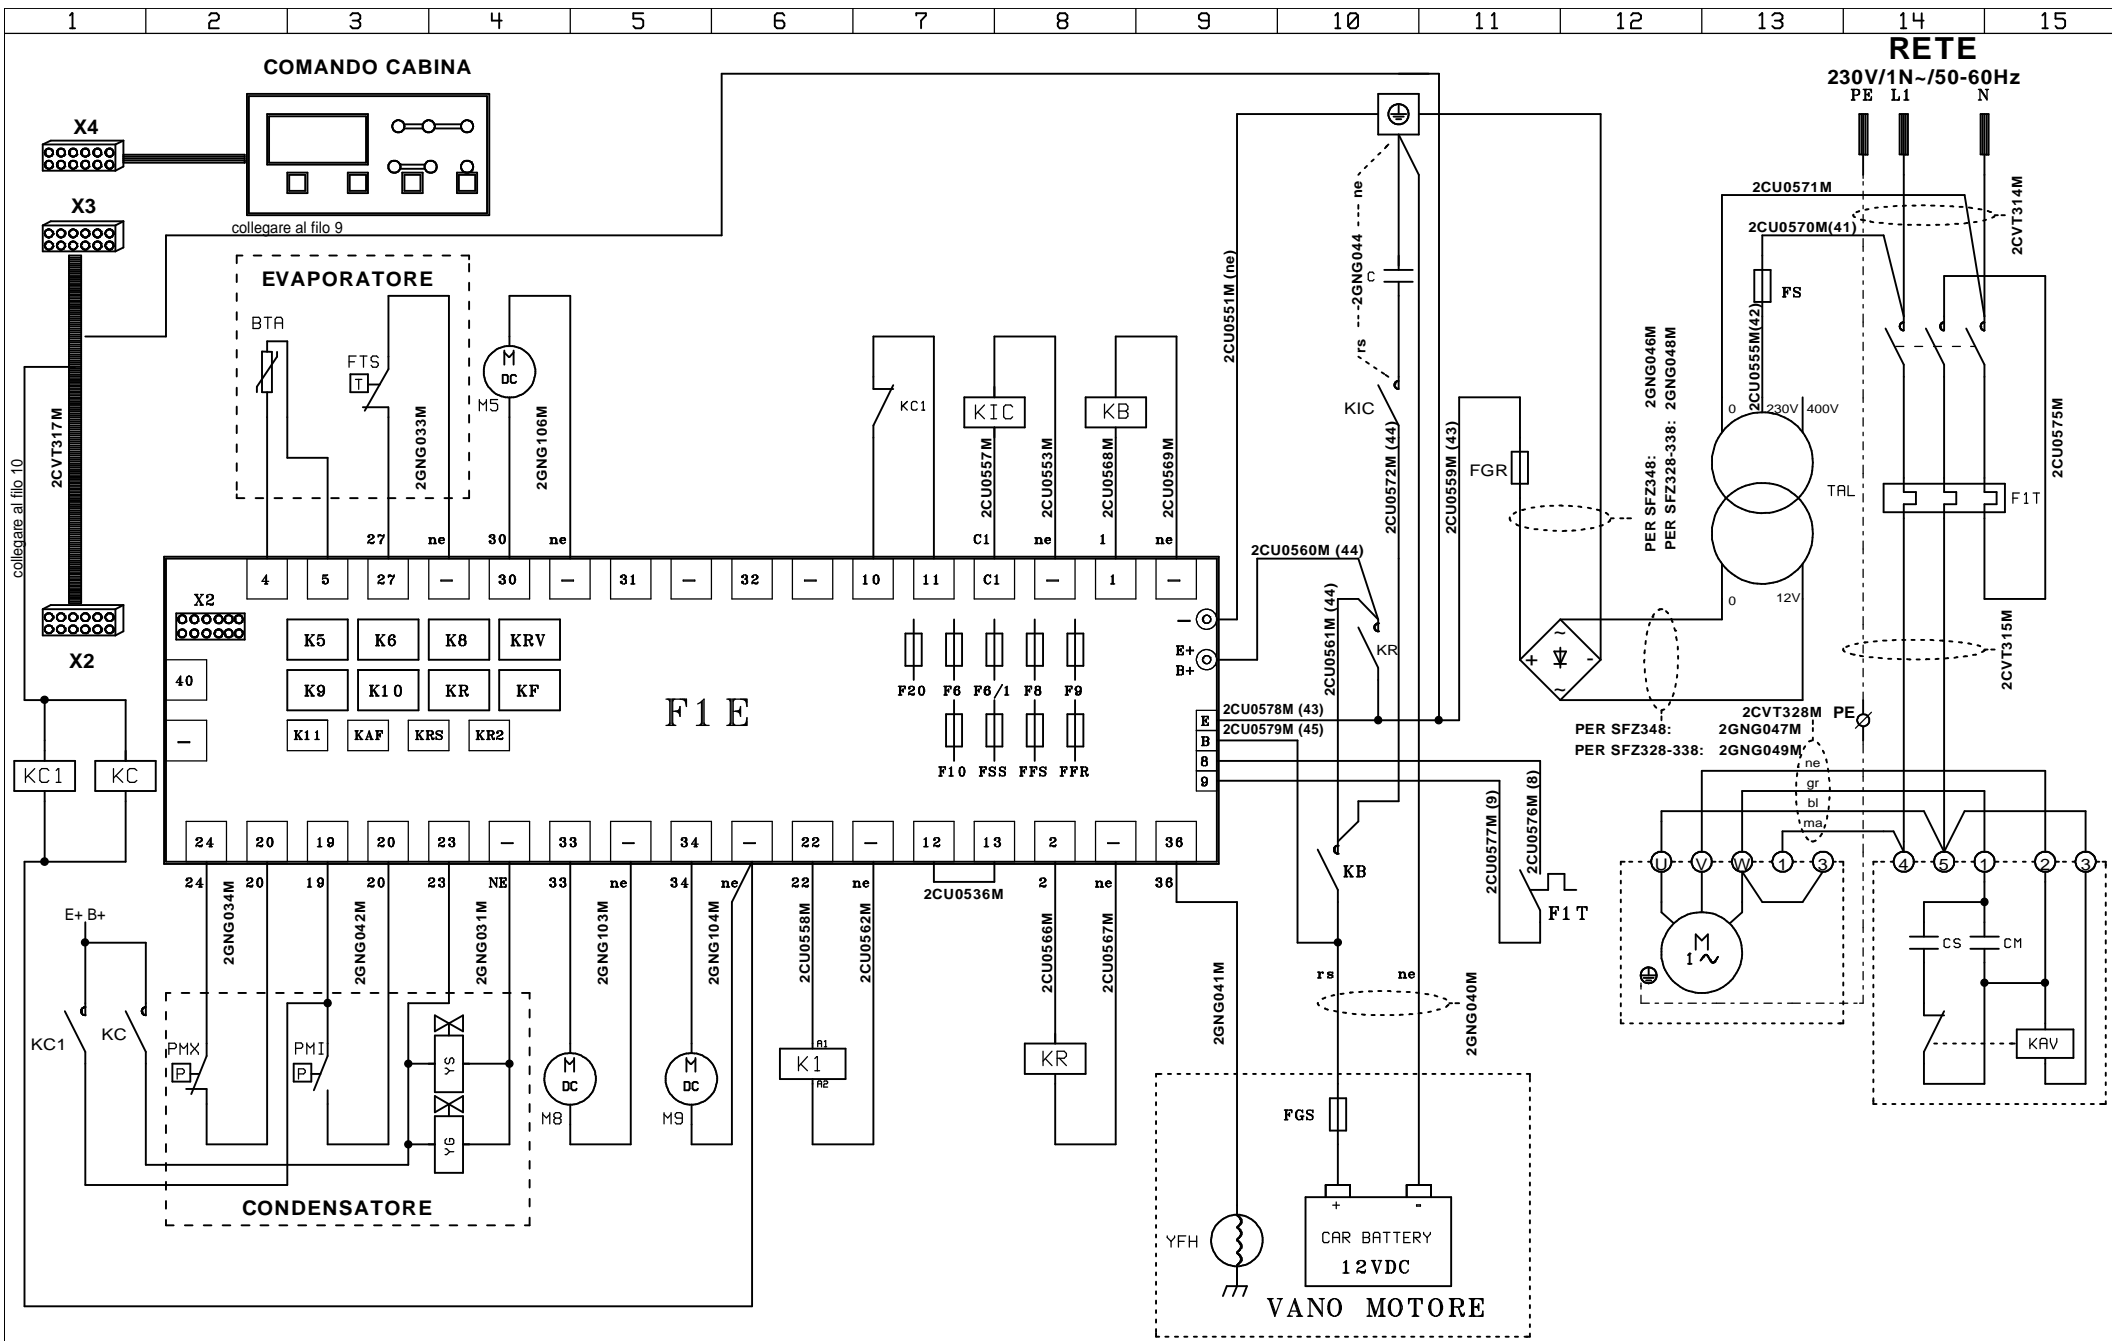 1 2 3 4 5 6 7 8 9 10 11 12 13 14 15
RETE
230V/1N~/50-60Hz
PE L1 N
COMANDO CABINA
X4
X3
collegare al filo 9
2CVT317M
collegare al filo 10
X2
EVAPORATORE
BTA
FTS
T
2GNG033M
M
DC
M5
2GNG106M
KC1
KIC
KB
2CU0557M
2CU0553M
2CU0568M
2CU0569M
2CU0551M (ne)
ne
2GNG044
rs
C
KIC
2CU0572M (44)
2CU0559M (43)
FGR
PER SFZ348: 2GNG046M
PER SFZ328-338: 2GNG048M
2CU0571M
2CU0570M(41)
2CVT314M
FS
2CU0555M(42)
0 230V 400V
TAL
F1T
2CU0575M
0 12V
27 ne 30 ne C1 ne 1 ne
4 5 27 – 30 – 31 – 32 – 10 11 C1 – 1 –
X2
40
–
K5 K6 K8 KRV
K9 K10 KR KF
K11 KAF KRS KR2
F1E
F20 F6 F6/1 F8 F9
F10 FSS FFS FFR
–
E+
B+
E
B
8
9
2CU0560M (44)
2CU0561M (44)
KR
2CU0578M (43)
2CU0579M (45)
2CU0577M (9)
2CU0576M (8)
F1T
~
+ -
~
2CVT328M
PER SFZ348: 2GNG047M
PER SFZ328-338: 2GNG049M
PE
2CVT315M
ne
gr
bl
ma
KC1 KC
24 20 19 20 23 – 33 – 34 – 22 – 12 13 2 – 36
24 20 19 20 23 NE 33 ne 34 ne 22 ne 2 ne 36
2CU0536M
2GNG034M
2GNG042M
2GNG031M
2GNG103M
2GNG104M
2CU0558M
2CU0562M
2CU0566M
2CU0567M
2GNG041M
E+ B+
KC1
KC
PMX
P
PMI
P
YS
YG
CONDENSATORE
M
DC
M8
M
DC
M9
A1
K1
A2
KR
KB
rs ne
2GNG040M
FGS
+ -
CAR BATTERY
12VDC
YFH
VANO MOTORE
U V W 1 3
M
1~
4 5 1 2 3
CS CM
KAV